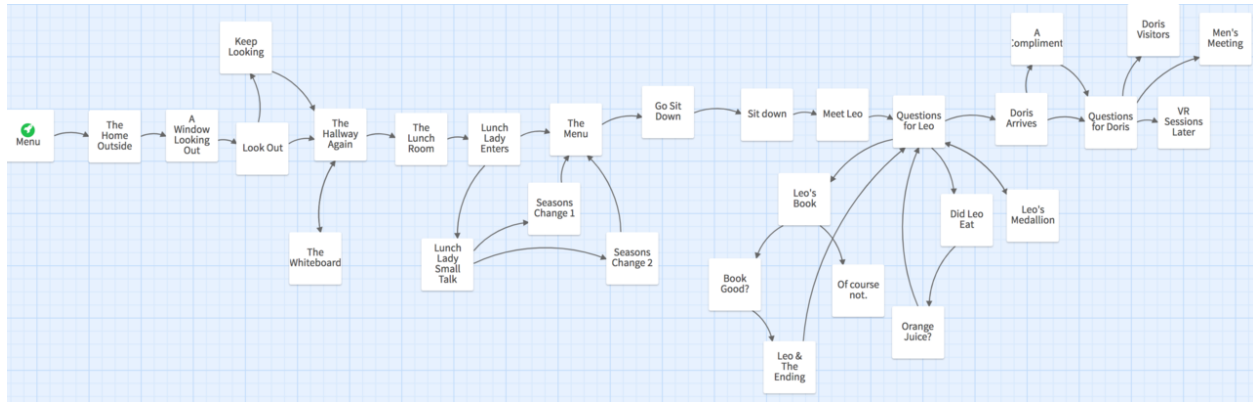 Menu
The
Home
Outside
A
Window
Looking
Out
Look Out
Keep
Looking
The
Hallway
Again
The
Whiteboard
The
Lunch
Room
Lunch
Lady
Enters
Lunch
Lady
Small
Talk
Seasons
Change 1
Seasons
Change 2
The
Menu
Go Sit
Down
Sit down
Meet Leo
Questions
for Leo
Leo's
Book
Book
Good?
Of course
not.
Leo &
The
Ending
Did Leo
Eat
Orange
Juice?
Leo's
Medallion
Doris
Arrives
A
Compliment
Questions
for Doris
Doris
Visitors
Men's
Meeting
VR
Sessions
Later